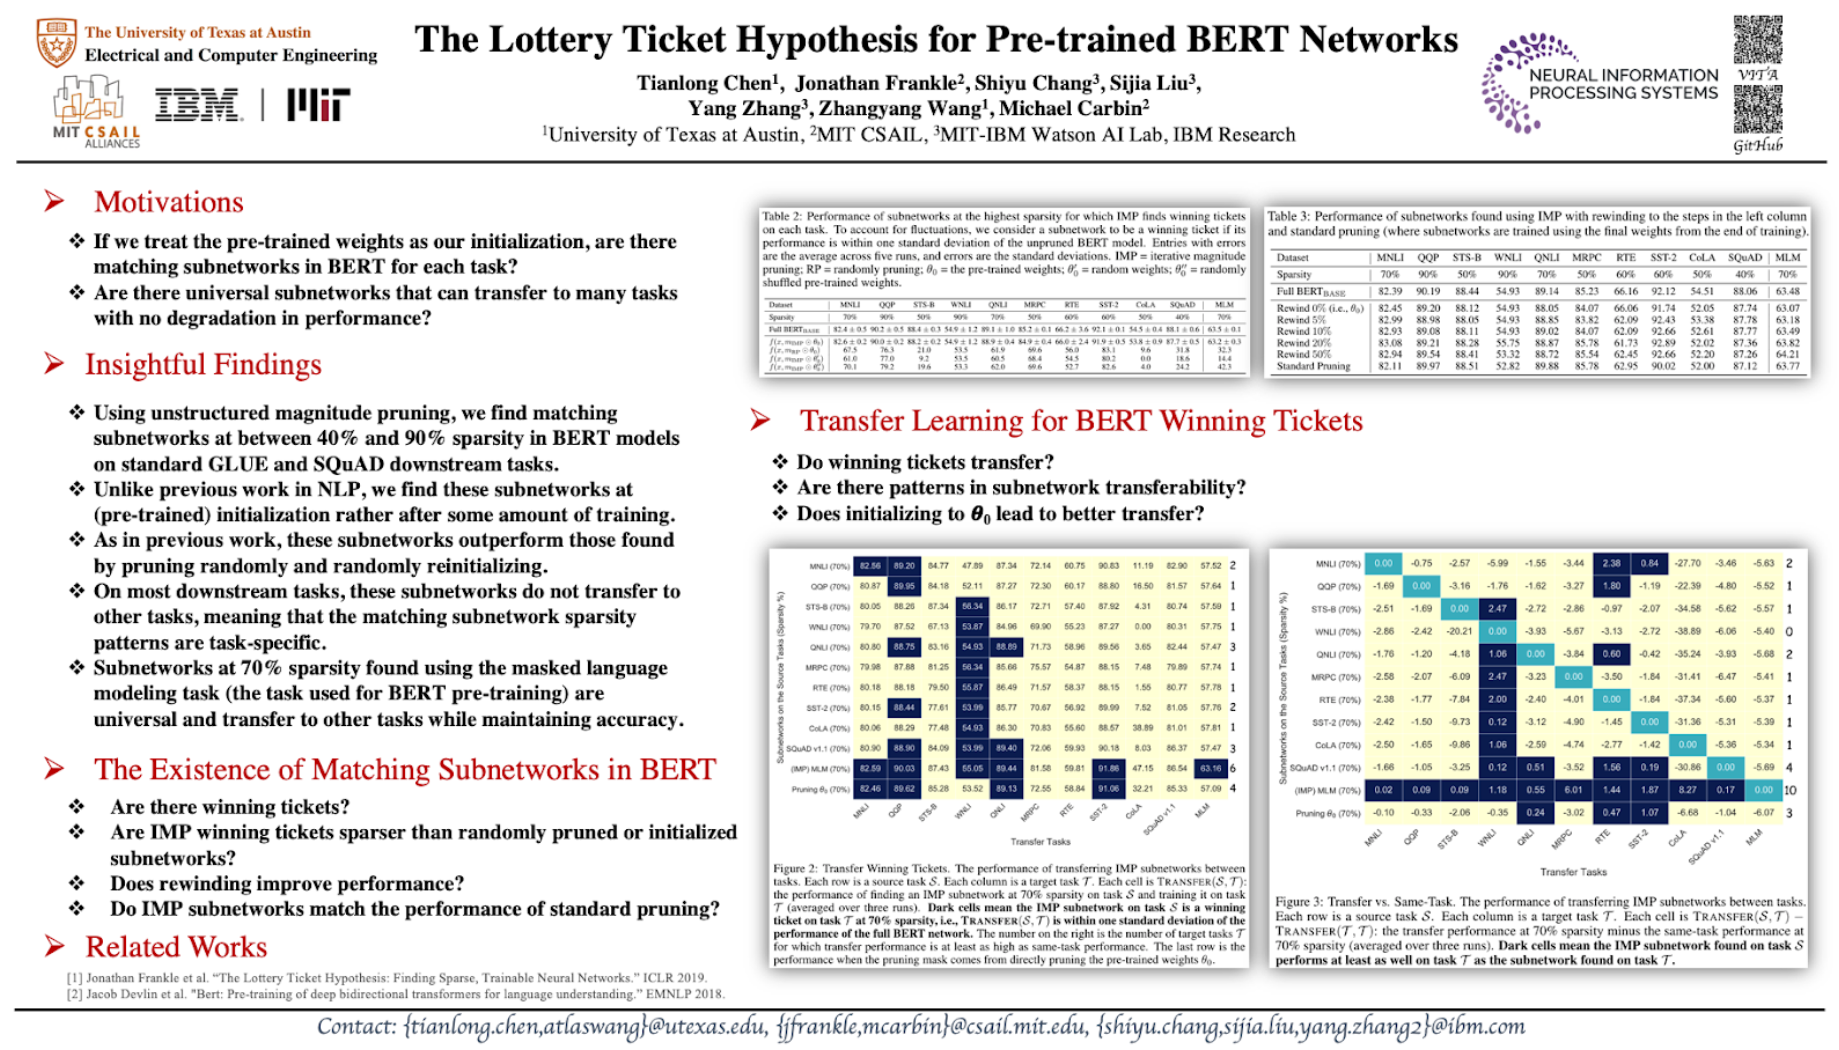 The University of Texas at Austin
Electrical and Computer Engineering
MIT CSAIL
ALLIANCES
IBM
MIT
The Lottery Ticket Hypothesis for Pre-trained BERT Networks
Tianlong Chen¹, Jonathan Frankle², Shiyu Chang³, Sijia Liu³,
Yang Zhang³, Zhangyang Wang¹, Michael Carbin²
¹University of Texas at Austin, ²MIT CSAIL, ³MIT-IBM Watson AI Lab, IBM Research
NEURAL INFORMATION
PROCESSING SYSTEMS
VITA
GitHub
Motivations
If we treat the pre-trained weights as our initialization, are there
matching subnetworks in BERT for each task?
Are there universal subnetworks that can transfer to many tasks
with no degradation in performance?
Insightful Findings
Using unstructured magnitude pruning, we find matching
subnetworks at between 40% and 90% sparsity in BERT models
on standard GLUE and SQuAD downstream tasks.
Unlike previous work in NLP, we find these subnetworks at
(pre-trained) initialization rather after some amount of training.
As in previous work, these subnetworks outperform those found
by pruning randomly and randomly reinitializing.
On most downstream tasks, these subnetworks do not transfer to
other tasks, meaning that the matching subnetwork sparsity
patterns are task-specific.
Subnetworks at 70% sparsity found using the masked language
modeling task (the task used for BERT pre-training) are
universal and transfer to other tasks while maintaining accuracy.
The Existence of Matching Subnetworks in BERT
Are there winning tickets?
Are IMP winning tickets sparser than randomly pruned or initialized
subnetworks?
Does rewinding improve performance?
Do IMP subnetworks match the performance of standard pruning?
Related Works
[1] Jonathan Frankle et al. “The Lottery Ticket Hypothesis: Finding Sparse, Trainable Neural Networks.” ICLR 2019.
[2] Jacob Devlin et al. "Bert: Pre-training of deep bidirectional transformers for language understanding.” EMNLP 2018.
Table 2: Performance of subnetworks at the highest sparsity for which IMP finds winning tickets
on each task. To account for fluctuations, we consider a subnetwork to be a winning ticket if its
performance is within one standard deviation of the unpruned BERT model. Entries with errors
are the average across five runs, and errors are the standard deviations. IMP = iterative magnitude
pruning; RP = randomly pruning; θ₀ = the pre-trained weights; θ₀′ = random weights; θ₀″ = randomly
shuffled pre-trained weights.
Dataset MNLI QQP STS-B WNLI QNLI MRPC RTE SST-2 CoLA SQuAD MLM
Sparsity 70% 90% 50% 90% 70% 50% 60% 60% 50% 40% 70%
Full BERT_BASE 82.4 ± 0.5 90.2 ± 0.5 88.4 ± 0.3 54.9 ± 1.2 89.1 ± 1.0 85.2 ± 0.1 66.2 ± 3.6 92.1 ± 0.1 54.5 ± 0.4 88.1 ± 0.6 63.5 ± 0.1
f(x, m_IMP ⊙ θ₀) 82.6 ± 0.2 90.0 ± 0.2 88.2 ± 0.2 54.9 ± 1.2 88.9 ± 0.4 84.9 ± 0.4 66.0 ± 2.4 91.9 ± 0.5 53.8 ± 0.9 87.7 ± 0.5 63.2 ± 0.3
f(x, m_RP ⊙ θ₀) 67.5 76.3 21.0 53.5 61.9 69.6 56.0 83.1 9.6 31.8 32.3
f(x, m_IMP ⊙ θ₀′) 61.0 77.0 9.2 53.5 60.5 68.4 54.5 80.2 0.0 18.6 14.4
f(x, m_IMP ⊙ θ₀″) 70.1 79.2 19.6 53.3 62.0 69.6 52.7 82.6 4.0 24.2 42.3
Table 3: Performance of subnetworks found using IMP with rewinding to the steps in the left column
and standard pruning (where subnetworks are trained using the final weights from the end of training).
Dataset MNLI QQP STS-B WNLI QNLI MRPC RTE SST-2 CoLA SQuAD MLM
Sparsity 70% 90% 50% 90% 70% 50% 60% 60% 50% 40% 70%
Full BERT_BASE 82.39 90.19 88.44 54.93 89.14 85.23 66.16 92.12 54.51 88.06 63.48
Rewind 0% (i.e., θ₀) 82.45 89.20 88.12 54.93 88.05 84.07 66.06 91.74 52.05 87.74 63.07
Rewind 5% 82.99 88.98 88.05 54.93 88.85 83.82 62.09 92.43 53.38 87.78 63.18
Rewind 10% 82.93 89.08 88.11 54.93 89.02 84.07 62.09 92.66 52.61 87.77 63.49
Rewind 20% 83.08 89.21 88.28 55.75 88.87 85.78 61.73 92.89 52.02 87.36 63.82
Rewind 50% 82.94 89.54 88.41 53.32 88.72 85.54 62.45 92.66 52.20 87.26 64.21
Standard Pruning 82.11 89.97 88.51 52.82 89.88 85.78 62.95 90.02 52.00 87.12 63.77
Transfer Learning for BERT Winning Tickets
Do winning tickets transfer?
Are there patterns in subnetwork transferability?
Does initializing to θ₀ lead to better transfer?
Subnetworks on the Source Tasks (Sparsity %)
MNLI (70%) 82.56 89.20 84.77 47.89 87.34 72.14 60.75 90.83 11.19 82.90 57.52 2
QQP (70%) 80.87 89.95 84.18 52.11 87.27 72.30 60.17 88.80 16.50 81.57 57.64 1
STS-B (70%) 80.05 88.26 87.34 56.34 86.17 72.71 57.40 87.92 4.31 80.74 57.59 1
WNLI (70%) 79.70 87.52 67.13 53.87 84.96 69.90 55.23 87.27 0.00 80.31 57.75 1
QNLI (70%) 80.80 88.75 83.16 54.93 88.89 71.73 58.96 89.56 3.65 82.44 57.47 3
MRPC (70%) 79.98 87.88 81.25 56.34 85.66 75.57 54.87 88.15 7.48 79.89 57.74 1
RTE (70%) 80.18 88.18 79.50 55.87 86.49 71.57 58.37 88.15 1.55 80.77 57.78 1
SST-2 (70%) 80.15 88.44 77.61 53.99 85.77 70.67 56.92 89.99 7.52 81.05 57.76 2
CoLA (70%) 80.06 88.29 77.48 54.93 86.30 70.83 55.60 88.57 38.89 81.01 57.81 1
SQuAD v1.1 (70%) 80.90 88.90 84.09 53.99 89.40 72.06 59.93 90.18 8.03 86.37 57.47 3
(IMP) MLM (70%) 82.59 90.03 87.43 55.05 89.44 81.58 59.81 91.86 47.15 86.54 63.16 6
Pruning θ₀ (70%) 82.46 89.62 85.28 53.52 89.13 72.55 58.84 91.06 32.21 85.33 57.09 4
MNLI QQP STS-B WNLI QNLI MRPC RTE SST-2 CoLA SQuAD v1.1 MLM
Transfer Tasks
Figure 2: Transfer Winning Tickets. The performance of transferring IMP subnetworks between
tasks. Each row is a source task S. Each column is a target task T. Each cell is TRANSFER(S, T):
the performance of finding an IMP subnetwork at 70% sparsity on task S and training it on task
T (averaged over three runs). Dark cells mean the IMP subnetwork on task S is a winning
ticket on task T at 70% sparsity, i.e., TRANSFER(S, T) is within one standard deviation of the
performance of the full BERT network. The number on the right is the number of target tasks T
for which transfer performance is at least as high as same-task performance. The last row is the
performance when the pruning mask comes from directly pruning the pre-trained weights θ₀.
Subnetworks on the Source Tasks (Sparsity %)
MNLI (70%) 0.00 -0.75 -2.57 -5.99 -1.55 -3.44 2.38 0.84 -27.70 -3.46 -5.63 2
QQP (70%) -1.69 0.00 -3.16 -1.76 -1.62 -3.27 1.80 -1.19 -22.39 -4.80 -5.52 1
STS-B (70%) -2.51 -1.69 0.00 2.47 -2.72 -2.86 -0.97 -2.07 -34.58 -5.62 -5.57 1
WNLI (70%) -2.86 -2.42 -20.21 0.00 -3.93 -5.67 -3.13 -2.72 -38.89 -6.06 -5.40 0
QNLI (70%) -1.76 -1.20 -4.18 1.06 0.00 -3.84 0.60 -0.42 -35.24 -3.93 -5.68 2
MRPC (70%) -2.58 -2.07 -6.09 2.47 -3.23 0.00 -3.50 -1.84 -31.41 -6.47 -5.41 1
RTE (70%) -2.38 -1.77 -7.84 2.00 -2.40 -4.01 0.00 -1.84 -37.34 -5.60 -5.37 1
SST-2 (70%) -2.42 -1.50 -9.73 0.12 -3.12 -4.90 -1.45 0.00 -31.36 -5.31 -5.39 1
CoLA (70%) -2.50 -1.65 -9.86 1.06 -2.59 -4.74 -2.77 -1.42 0.00 -5.36 -5.34 1
SQuAD v1.1 (70%) -1.66 -1.05 -3.25 0.12 0.51 -3.52 1.56 0.19 -30.86 0.00 -5.69 4
(IMP) MLM (70%) 0.02 0.09 0.09 1.18 0.55 6.01 1.44 1.87 8.27 0.17 0.00 10
Pruning θ₀ (70%) -0.10 -0.33 -2.06 -0.35 0.24 -3.02 0.47 1.07 -6.68 -1.04 -6.07 3
MNLI QQP STS-B WNLI QNLI MRPC RTE SST-2 CoLA SQuAD v1.1 MLM
Transfer Tasks
Figure 3: Transfer vs. Same-Task. The performance of transferring IMP subnetworks between tasks.
Each row is a source task S. Each column is a target task T. Each cell is TRANSFER(S, T) −
TRANSFER(T, T): the transfer performance at 70% sparsity minus the same-task performance at
70% sparsity (averaged over three runs). Dark cells mean the IMP subnetwork found on task S
performs at least as well on task T as the subnetwork found on task T.
Contact: {tianlong.chen,atlaswang}@utexas.edu, {jfrankle,mcarbin}@csail.mit.edu, {shiyu.chang,sijia.liu,yang.zhang2}@ibm.com